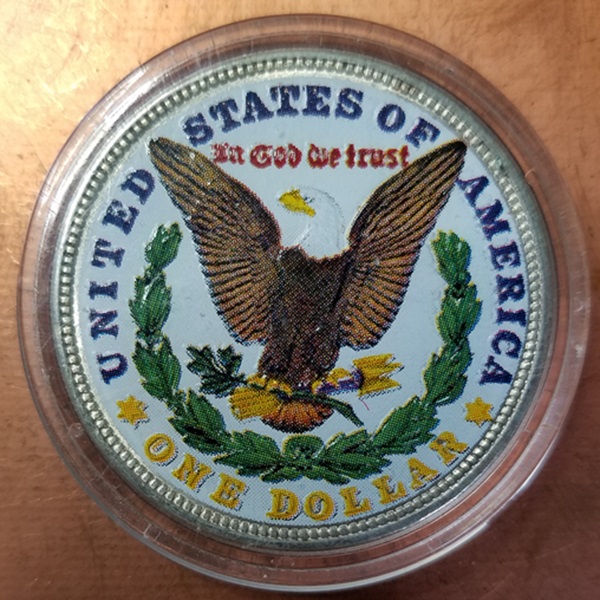 UNITED STATES OF AMERICA
In God we trust
ONE DOLLAR